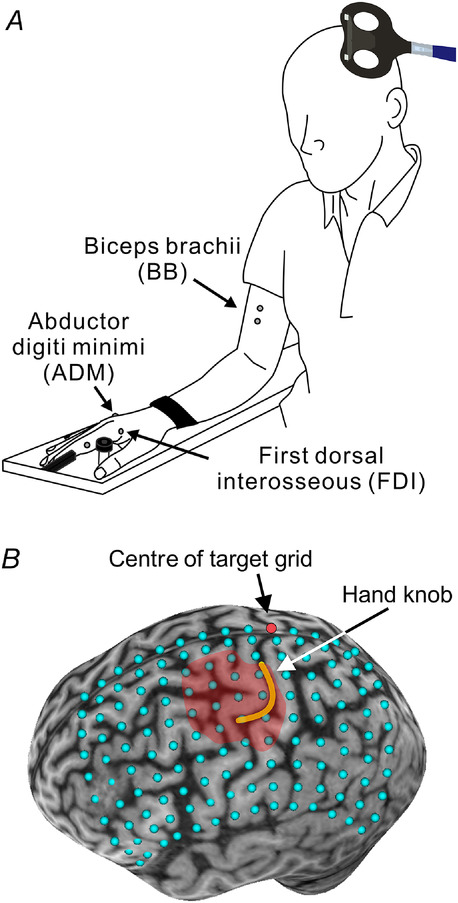 A
Biceps brachii
(BB)
Abductor
digiti minimi
(ADM)
First dorsal
interosseous (FDI)
B
Centre of target grid
Hand knob